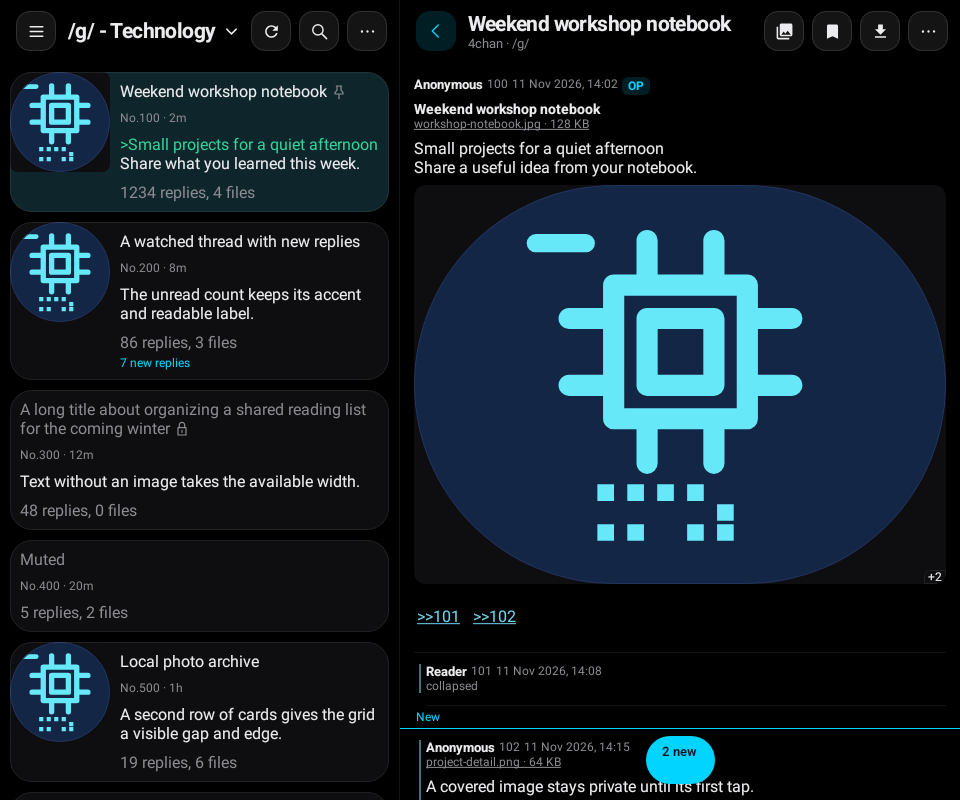 /g/ - Technology
Weekend workshop notebook
No.100 · 2m
>Small projects for a quiet afternoon
Share what you learned this week.
1234 replies, 4 files
A watched thread with new replies
No.200 · 8m
The unread count keeps its accent
and readable label.
86 replies, 3 files
7 new replies
A long title about organizing a shared reading list
for the coming winter
No.300 · 12m
Text without an image takes the available width.
48 replies, 0 files
Muted
No.400 · 20m
5 replies, 2 files
Local photo archive
No.500 · 1h
A second row of cards gives the grid
a visible gap and edge.
19 replies, 6 files
Weekend workshop notebook
4chan · /g/
Anonymous 100 11 Nov 2026, 14:02 OP
Weekend workshop notebook
workshop-notebook.jpg · 128 KB
Small projects for a quiet afternoon
Share a useful idea from your notebook.
+2
>>101 >>102
Reader 101 11 Nov 2026, 14:08
collapsed
New
Anonymous 102 11 Nov 2026, 14:15
2 new
project-detail.png · 64 KB
A covered image stays private until its first tap.